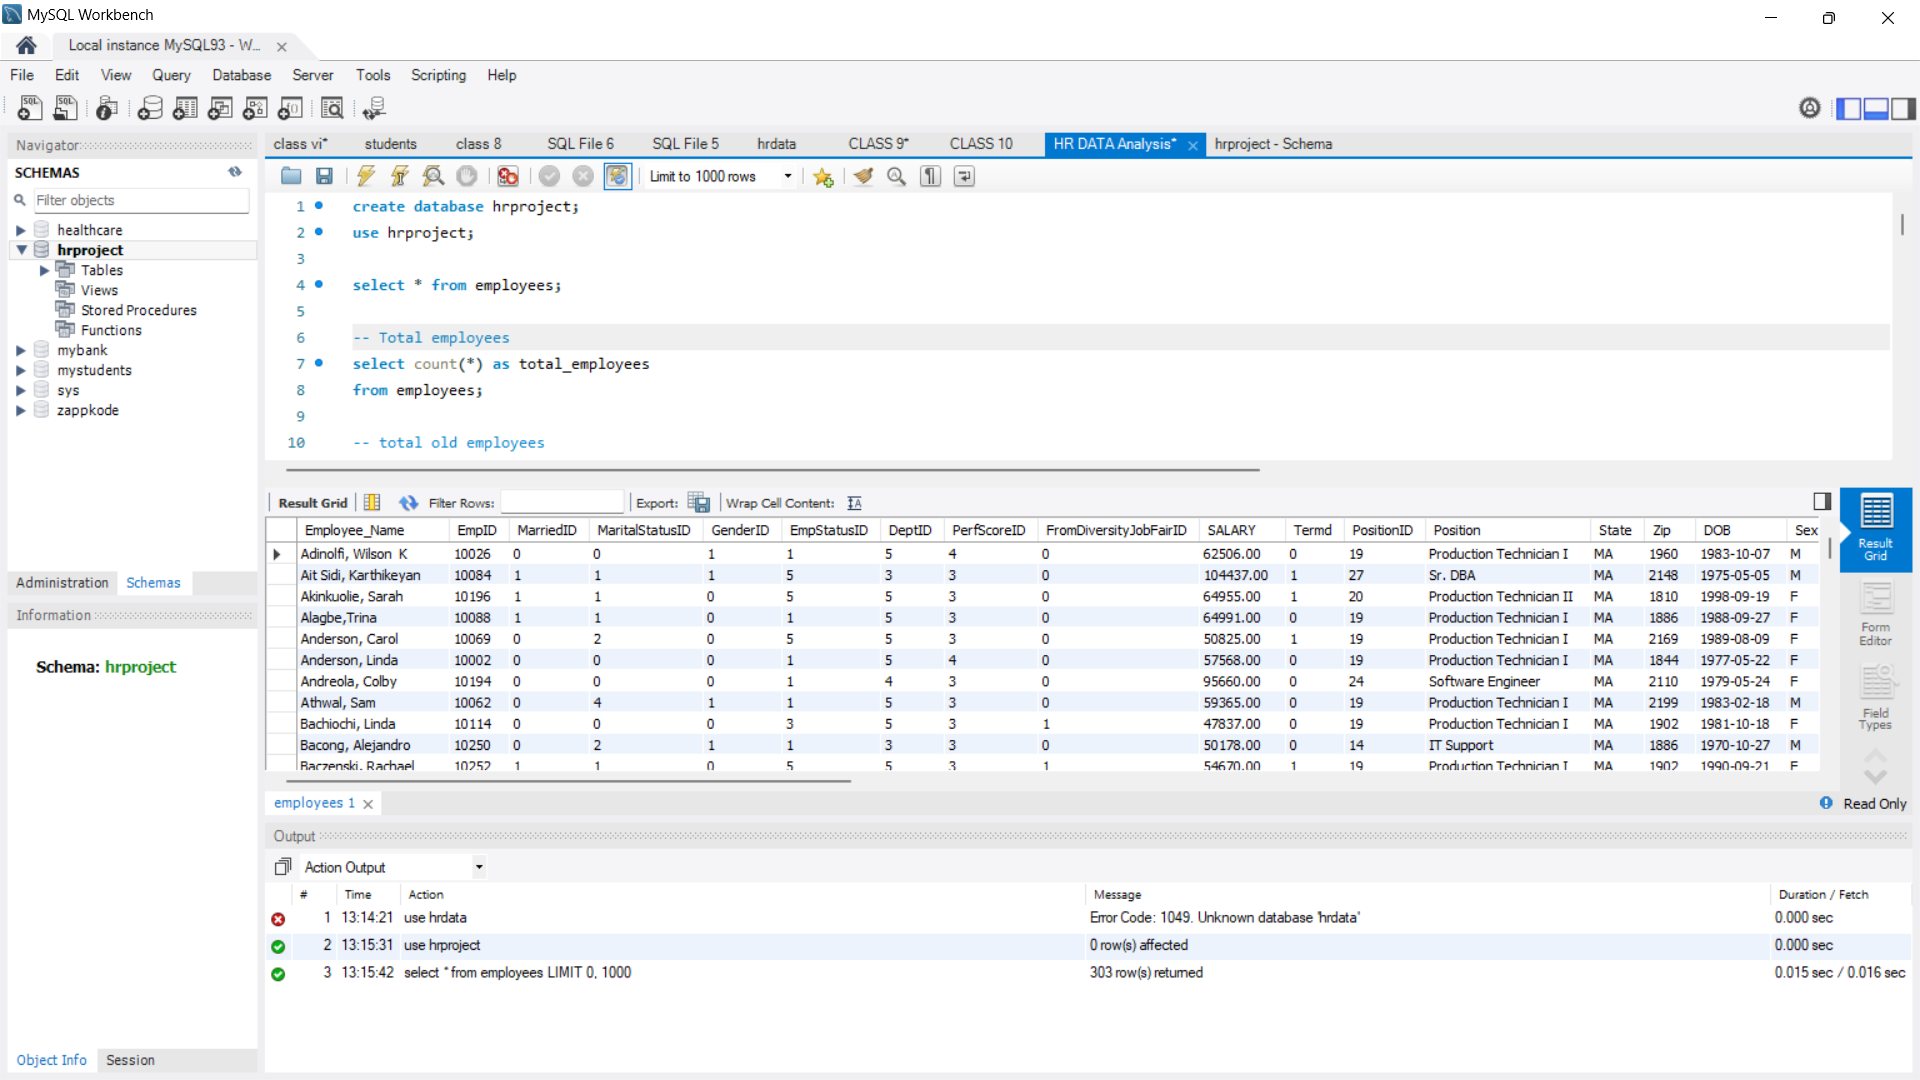 MySQL Workbench
Local instance MySQL93 - W...
File Edit View Query Database Server Tools Scripting Help
Navigator
SCHEMAS
Filter objects
healthcare
hrproject
Tables
Views
Stored Procedures
Functions
mybank
mystudents
sys
zappkode
Administration Schemas
Information
Schema: hrproject
Object Info Session
class vi* students class 8 SQL File 6 SQL File 5 hrdata CLASS 9* CLASS 10 HR DATA Analysis* hrproject - Schema
Limit to 1000 rows
1 create database hrproject;
2 use hrproject;
3
4 select * from employees;
5
6 -- Total employees
7 select count(*) as total_employees
8 from employees;
9
10 -- total old employees
Result Grid Filter Rows: Export: Wrap Cell Content:
Employee_Name EmpID MarriedID MaritalStatusID GenderID EmpStatusID DeptID PerfScoreID FromDiversityJobFairID SALARY Termd PositionID Position State Zip DOB Sex
Adinolfi, Wilson K 10026 0 0 1 1 5 4 0 62506.00 0 19 Production Technician I MA 1960 1983-10-07 M
Ait Sidi, Karthikeyan 10084 1 1 1 5 3 3 0 104437.00 1 27 Sr. DBA MA 2148 1975-05-05 M
Akinkuolie, Sarah 10196 1 1 0 5 5 3 0 64955.00 1 20 Production Technician II MA 1810 1998-09-19 F
Alagbe,Trina 10088 1 1 0 1 5 3 0 64991.00 0 19 Production Technician I MA 1886 1988-09-27 F
Anderson, Carol 10069 0 2 0 5 5 3 0 50825.00 1 19 Production Technician I MA 2169 1989-08-09 F
Anderson, Linda 10002 0 0 0 1 5 4 0 57568.00 0 19 Production Technician I MA 1844 1977-05-22 F
Andreola, Colby 10194 0 0 0 1 4 3 0 95660.00 0 24 Software Engineer MA 2110 1979-05-24 F
Athwal, Sam 10062 0 4 1 1 5 3 0 59365.00 0 19 Production Technician I MA 2199 1983-02-18 M
Bachiochi, Linda 10114 0 0 0 3 5 3 1 47837.00 0 19 Production Technician I MA 1902 1981-10-18 F
Bacong, Alejandro 10250 0 2 1 1 3 3 0 50178.00 0 14 IT Support MA 1886 1970-10-27 M
Baczenski, Rachael 10252 1 1 0 5 5 3 1 54670.00 1 19 Production Technician I MA 1902 1990-09-21 F
Result
Grid
Form
Editor
Field
Types
employees 1
Read Only
Output
Action Output
# Time Action Message Duration / Fetch
1 13:14:21 use hrdata Error Code: 1049. Unknown database 'hrdata' 0.000 sec
2 13:15:31 use hrproject 0 row(s) affected 0.000 sec
3 13:15:42 select * from employees LIMIT 0, 1000 303 row(s) returned 0.015 sec / 0.016 sec